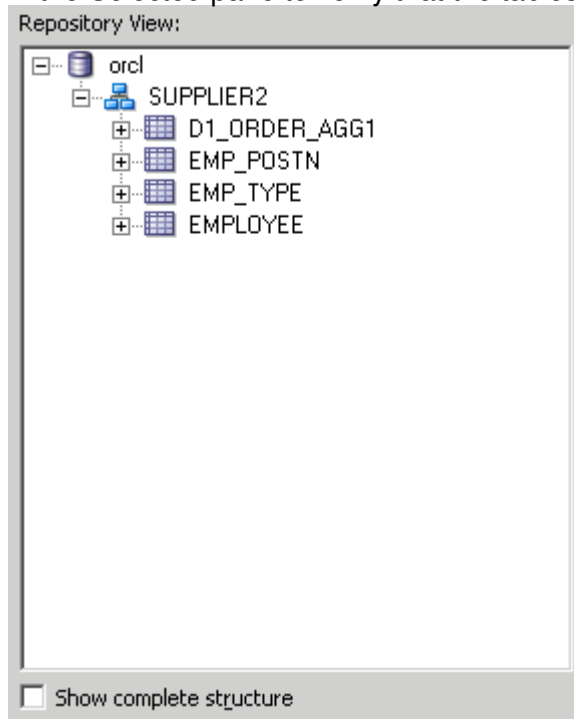 Repository View:
orcl
SUPPLIER2
D1_ORDER_AGG1
EMP_POSTN
EMP_TYPE
EMPLOYEE
Show complete structure